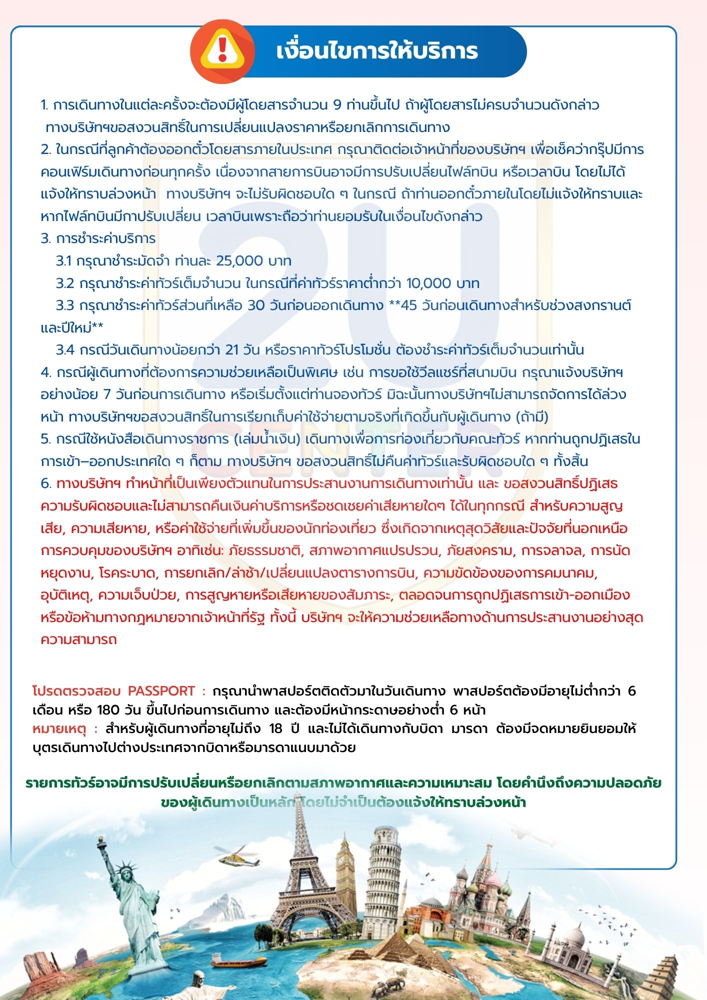 เงื่อนไขการให้บริการ
1. การเดินทางในแต่ละครั้งจะต้องมีผู้โดยสารจำนวน 9 ท่านขึ้นไป ถ้าผู้โดยสารไม่ครบจำนวนดังกล่าว
ทางบริษัทฯขอสงวนสิทธิ์ในการเปลี่ยนแปลงราคาหรือยกเลิกการเดินทาง
2. ในกรณีที่ลูกค้าต้องออกตั๋วโดยสารภายในประเทศ กรุณาติดต่อเจ้าหน้าที่ของบริษัทฯ เพื่อเช็คว่ากรุ๊ปมีการ
คอนเฟิร์มเดินทางก่อนทุกครั้ง เนื่องจากสายการบินอาจมีการปรับเปลี่ยนไฟล์ทบิน หรือเวลาบิน โดยไม่ได้
แจ้งให้ทราบล่วงหน้า ทางบริษัทฯ จะไม่รับผิดชอบใด ๆ ในกรณี ถ้าท่านออกตั๋วภายในโดยไม่แจ้งให้ทราบและ
หากไฟล์ทบินมีกาปรับเปลี่ยน เวลาบินเพราะถือว่าท่านยอมรับในเงื่อนไขดังกล่าว
3. การชำระค่าบริการ
3.1 กรุณาชำระมัดจำ ท่านละ 25,000 บาท
3.2 กรุณาชำระค่าทัวร์เต็มจำนวน ในกรณีที่ค่าทัวร์ราคาต่ำกว่า 10,000 บาท
3.3 กรุณาชำระค่าทัวร์ส่วนที่เหลือ 30 วันก่อนออกเดินทาง **45 วันก่อนเดินทางสำหรับช่วงสงกรานต์
และปีใหม่**
3.4 กรณีวันเดินทางน้อยกว่า 21 วัน หรือราคาทัวร์โปรโมชั่น ต้องชำระค่าทัวร์เต็มจำนวนเท่านั้น
4. กรณีผู้เดินทางที่ต้องการความช่วยเหลือเป็นพิเศษ เช่น การขอใช้วีลแชร์ที่สนามบิน กรุณาแจ้งบริษัทฯ
อย่างน้อย 7 วันก่อนการเดินทาง หรือเริ่มตั้งแต่ท่านจองทัวร์ มิฉะนั้นทางบริษัทฯไม่สามารถจัดการได้ล่วง
หน้า ทางบริษัทฯขอสงวนสิทธิ์ในการเรียกเก็บค่าใช้จ่ายตามจริงที่เกิดขึ้นกับผู้เดินทาง (ถ้ามี)
5. กรณีใช้หนังสือเดินทางราชการ (เล่มน้ำเงิน) เดินทางเพื่อการท่องเที่ยวกับคณะทัวร์ หากท่านถูกปฏิเสธใน
การเข้า–ออกประเทศใด ๆ ก็ตาม ทางบริษัทฯ ขอสงวนสิทธิ์ไม่คืนค่าทัวร์และรับผิดชอบใด ๆ ทั้งสิ้น
6. ทางบริษัทฯ ทำหน้าที่เป็นเพียงตัวแทนในการประสานงานการเดินทางเท่านั้น และ ขอสงวนสิทธิ์ปฏิเสธ
ความรับผิดชอบและไม่สามารถคืนเงินค่าบริการหรือชดเชยค่าเสียหายใดๆ ได้ในทุกกรณี สำหรับความสูญ
เสีย, ความเสียหาย, หรือค่าใช้จ่ายที่เพิ่มขึ้นของนักท่องเที่ยว ซึ่งเกิดจากเหตุสุดวิสัยและปัจจัยที่นอกเหนือ
การควบคุมของบริษัทฯ อาทิเช่น: ภัยธรรมชาติ, สภาพอากาศแปรปรวน, ภัยสงคราม, การจลาจล, การนัด
หยุดงาน, โรคระบาด, การยกเลิก/ล่าช้า/เปลี่ยนแปลงตารางการบิน, ความขัดข้องของการคมนาคม,
อุบัติเหตุ, ความเจ็บป่วย, การสูญหายหรือเสียหายของสัมภาระ, ตลอดจนการถูกปฏิเสธการเข้า-ออกเมือง
หรือข้อห้ามทางกฎหมายจากเจ้าหน้าที่รัฐ ทั้งนี้ บริษัทฯ จะให้ความช่วยเหลือทางด้านการประสานงานอย่างสุด
ความสามารถ
2U
CENTER
โปรดตรวจสอบ PASSPORT : กรุณานำพาสปอร์ตติดตัวมาในวันเดินทาง พาสปอร์ตต้องมีอายุไม่ต่ำกว่า 6
เดือน หรือ 180 วัน ขึ้นไปก่อนการเดินทาง และต้องมีหน้ากระดาษอย่างต่ำ 6 หน้า
หมายเหตุ : สำหรับผู้เดินทางที่อายุไม่ถึง 18 ปี และไม่ได้เดินทางกับบิดา มารดา ต้องมีจดหมายยินยอมให้
บุตรเดินทางไปต่างประเทศจากบิดาหรือมารดาแนบมาด้วย
รายการทัวร์อาจมีการปรับเปลี่ยนหรือยกเลิกตามสภาพอากาศและความเหมาะสม โดยคำนึงถึงความปลอดภัย
ของผู้เดินทางเป็นหลัก โดยไม่จำเป็นต้องแจ้งให้ทราบล่วงหน้า